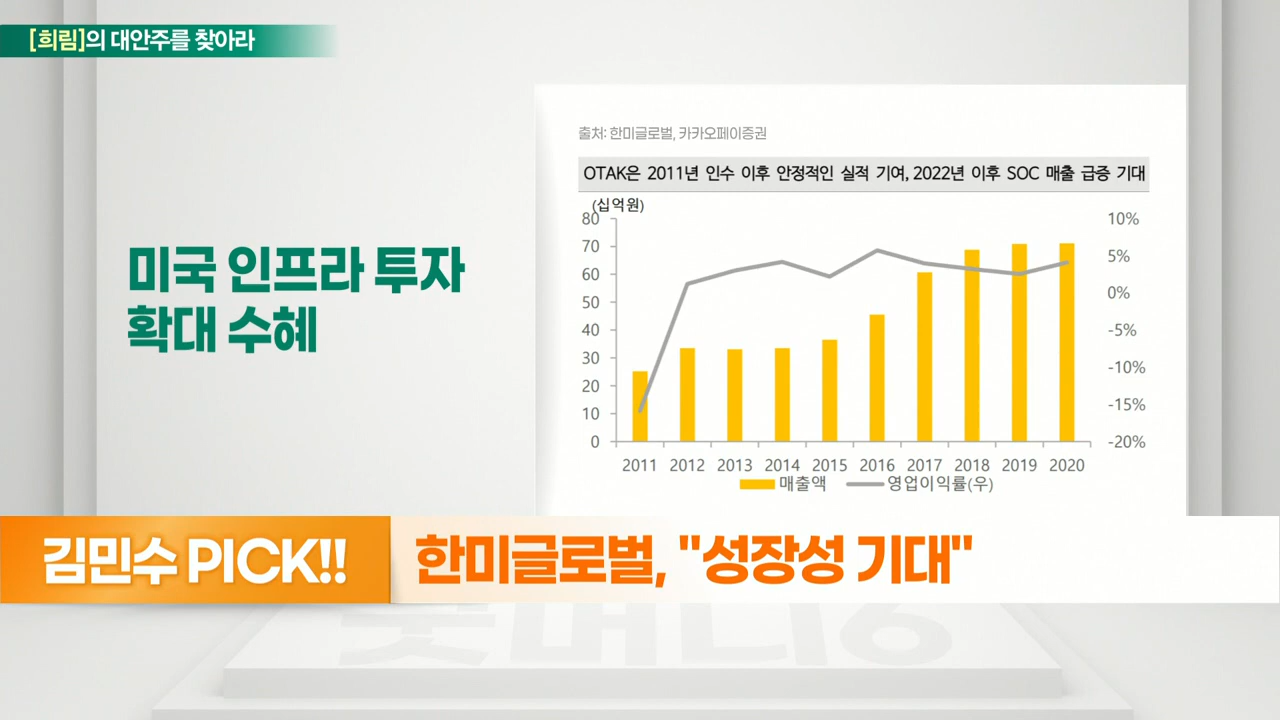 [희림]의 대안주를 찾아라
미국 인프라 투자
확대 수혜
출처: 한미글로벌, 카카오페이증권
OTAK은 2011년 인수 이후 안정적인 실적 기여, 2022년 이후 SOC 매출 급증 기대
(십억원)
80
70
60
50
40
30
20
10
0
10%
5%
0%
-5%
-10%
-15%
-20%
2011 2012 2013 2014 2015 2016 2017 2018 2019 2020
매출액 영업이익률(우)
김민수 PICK!!
한미글로벌, "성장성 기대"
굿머니6